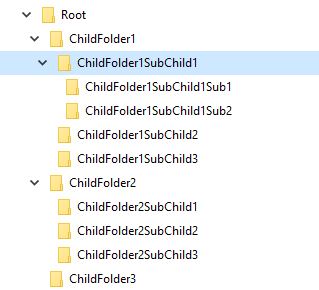 Root
ChildFolder1
ChildFolder1SubChild1
ChildFolder1SubChild1Sub1
ChildFolder1SubChild1Sub2
ChildFolder1SubChild2
ChildFolder1SubChild3
ChildFolder2
ChildFolder2SubChild1
ChildFolder2SubChild2
ChildFolder2SubChild3
ChildFolder3